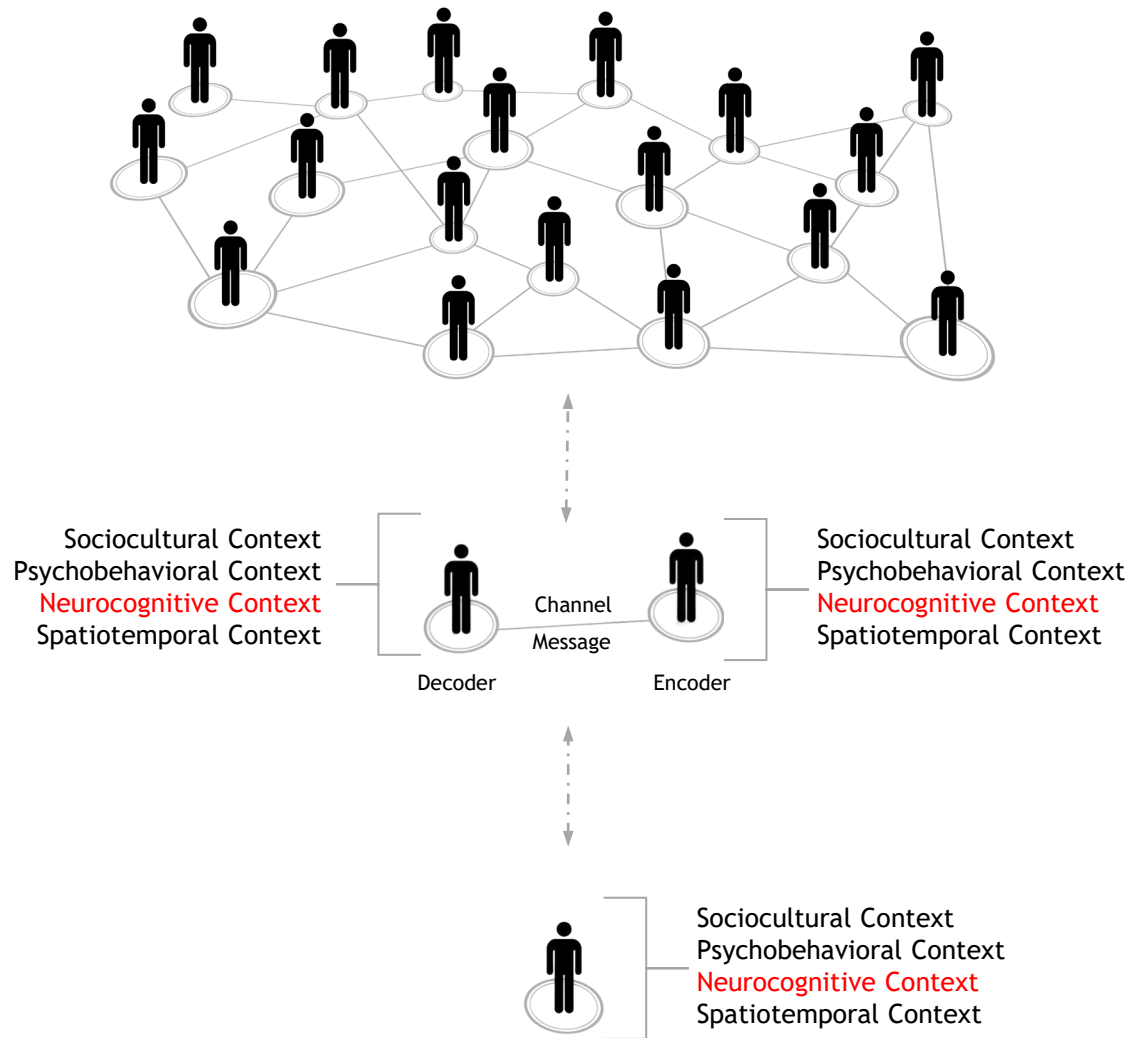 Sociocultural Context
Psychobehavioral Context
Neurocognitive Context
Spatiotemporal Context
Channel
Message
Decoder
Encoder
Sociocultural Context
Psychobehavioral Context
Neurocognitive Context
Spatiotemporal Context
Sociocultural Context
Psychobehavioral Context
Neurocognitive Context
Spatiotemporal Context